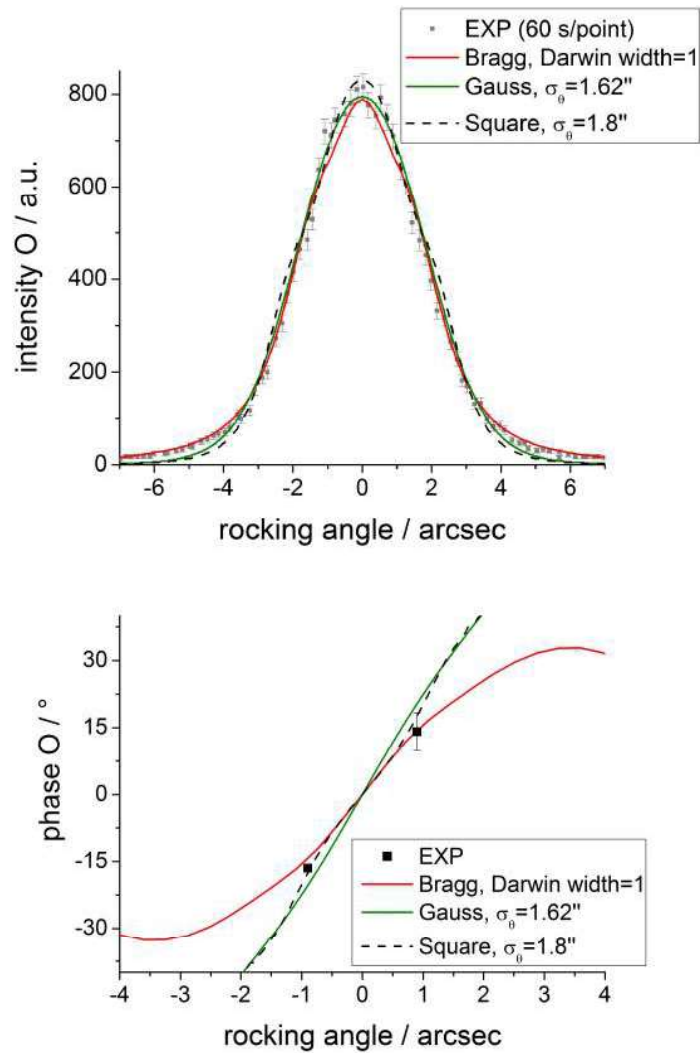 EXP (60 s/point)
Bragg, Darwin width=1
Gauss, σθ=1.62"
Square, σθ=1.8"
800
600
400
200
0
-6 -4 -2 0 2 4 6
intensity O / a.u.
rocking angle / arcsec
30
15
0
-15
-30
-4 -3 -2 -1 0 1 2 3 4
phase O / °
EXP
Bragg, Darwin width=1
Gauss, σθ=1.62"
Square, σθ=1.8"
rocking angle / arcsec